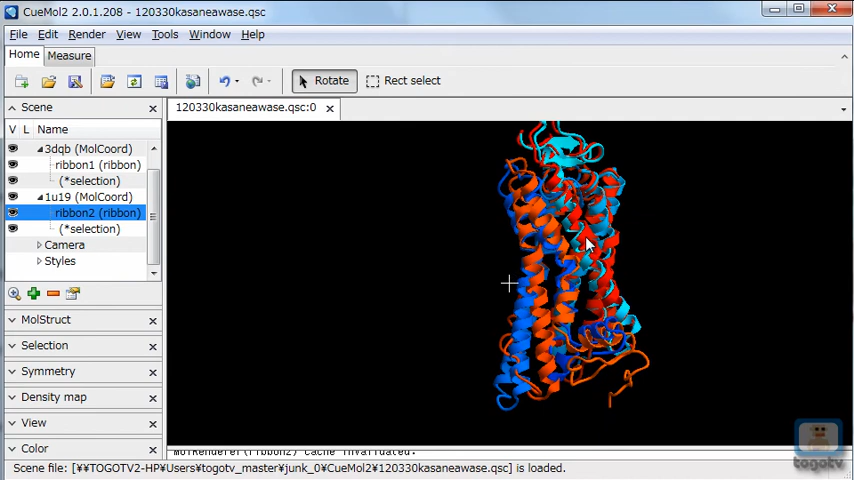 CueMol2 2.0.1.208 - 120330kasaneawase.qsc
File Edit Render View Tools Window Help
Home Measure
Rotate Rect select
Scene
120330kasaneawase.qsc:0
V L Name
3dqb (MolCoord)
ribbon1 (ribbon)
(*selection)
1u19 (MolCoord)
ribbon2 (ribbon)
(*selection)
Camera
Styles
MolStruct
Selection
Symmetry
Density map
View
Color
MolRenderer(ribbon2) Cache invalidated.
Scene file: [¥¥TOGOTV2-HP¥Users¥togotv_master¥junk_0¥CueMol2¥120330kasaneawase.qsc] is loaded.
togotv